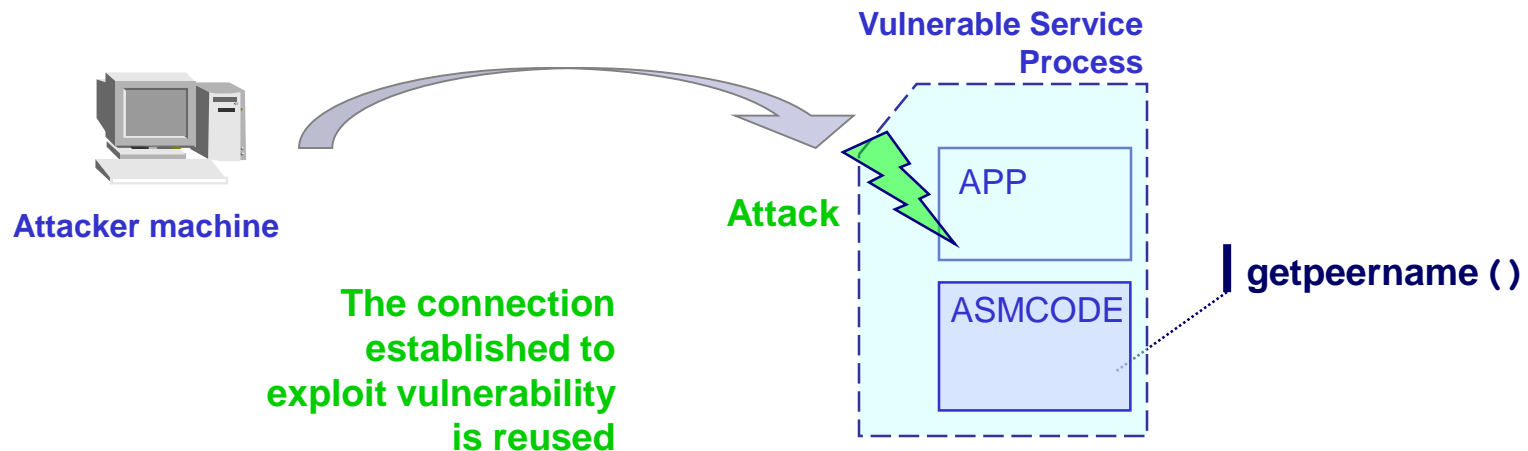 Vulnerable Service
Process
APP
Attack
Attacker machine
getpeername ()
The connection
established to
exploit vulnerability
is reused
ASMCODE